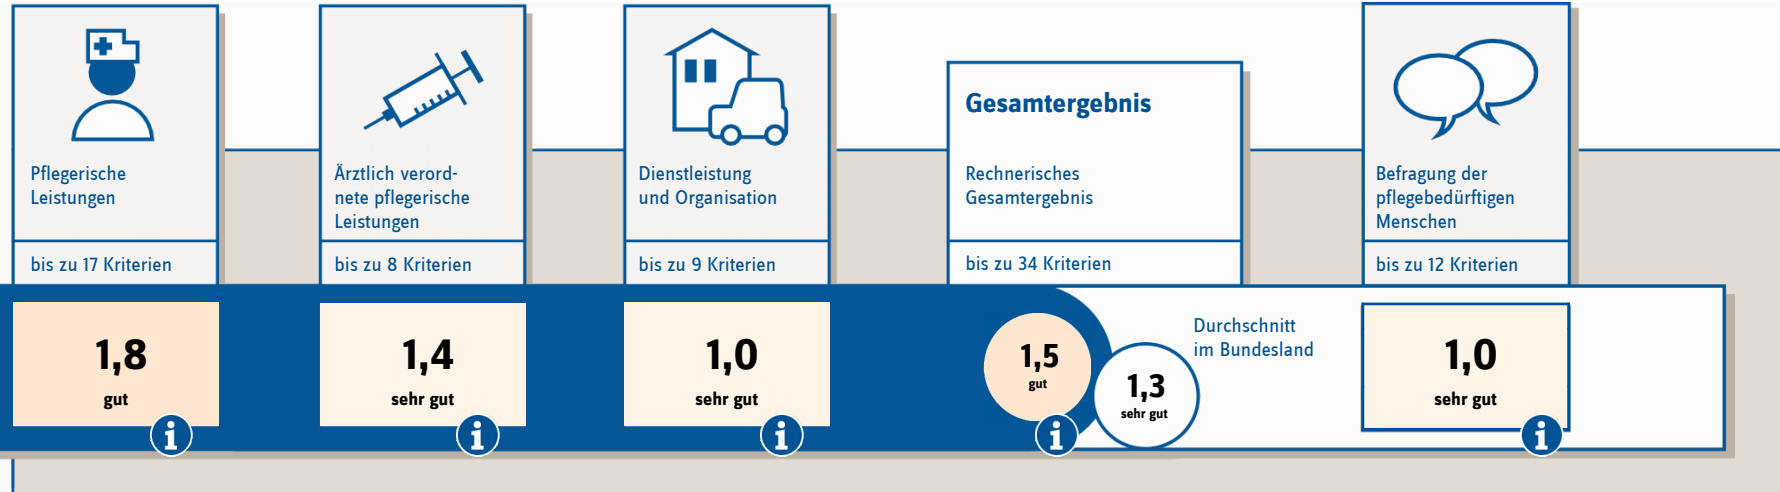 Pflegerische
Leistungen
bis zu 17 Kriterien
1,8
gut
Ärztlich verord-
nete pflegerische
Leistungen
bis zu 8 Kriterien
1,4
sehr gut
Dienstleistung
und Organisation
bis zu 9 Kriterien
1,0
sehr gut
Gesamtergebnis
Rechnerisches
Gesamtergebnis
bis zu 34 Kriterien
1,5
gut
1,3
sehr gut
Durchschnitt
im Bundesland
Befragung der
pflegebedürftigen
Menschen
bis zu 12 Kriterien
1,0
sehr gut